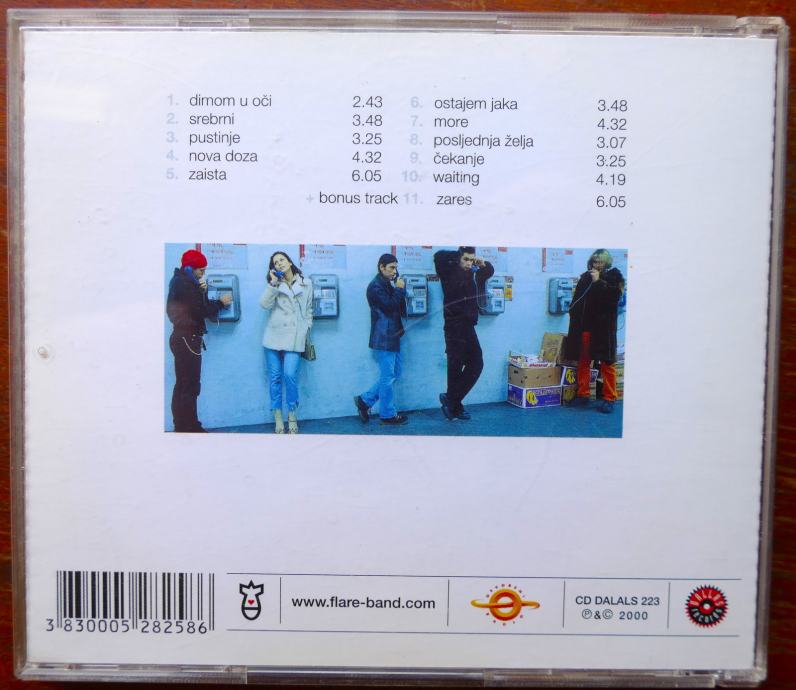 1. dimom u oči 2.43
2. srebrni 3.48
3. pustinje 3.25
4. nova doza 4.32
5. zaista 6.05
6. ostajem jaka 3.48
7. more 4.32
8. posljednja želja 3.07
9. čekanje 3.25
10. waiting 4.19
+ bonus track 11. zares 6.05
3 830005 282586
www.flare-band.com
CD DALALS 223
℗ & © 2000